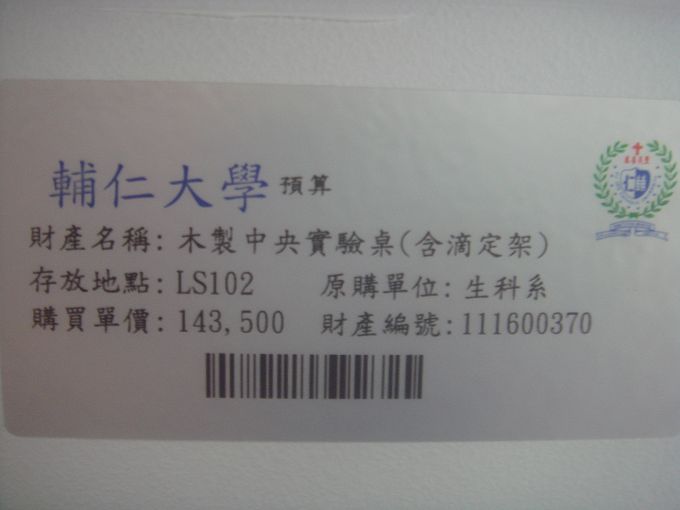 輔仁大學 預算
財產名稱: 木製中央實驗桌(含滴定架)
存放地點: LS102 原購單位: 生科系
購買單價: 143,500 財產編號: 111600370